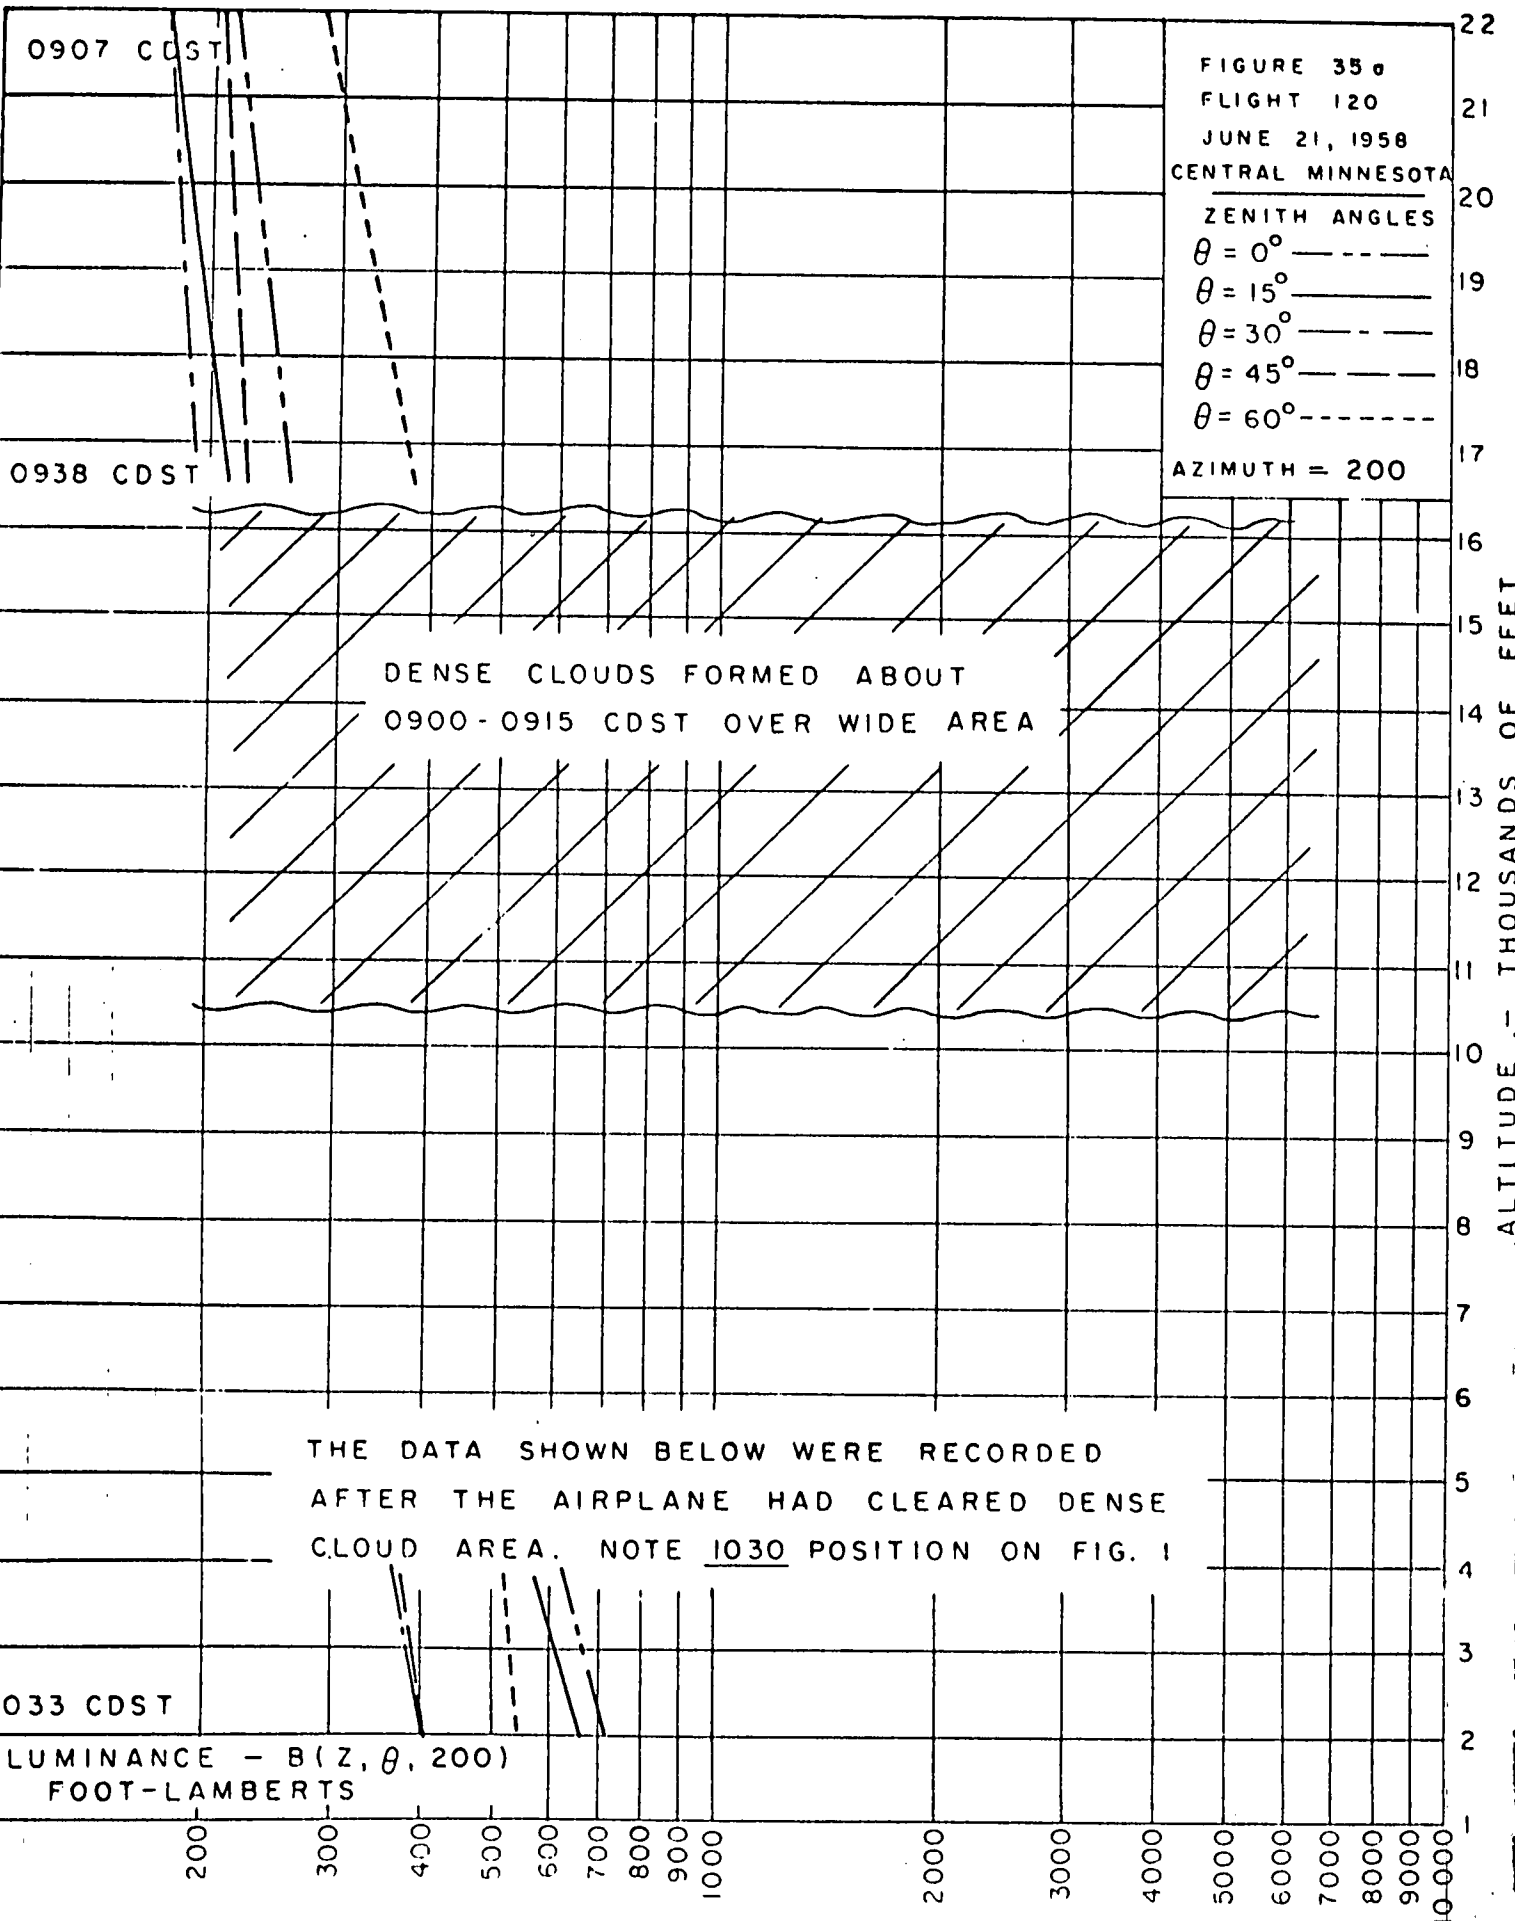 0907 CDST
FIGURE 35a
FLIGHT 120
JUNE 21, 1958
CENTRAL MINNESOTA
ZENITH ANGLES
θ = 0°
θ = 15°
θ = 30°
θ = 45°
θ = 60°
AZIMUTH = 200
0938 CDST
DENSE CLOUDS FORMED ABOUT
0900-0915 CDST OVER WIDE AREA
THE DATA SHOWN BELOW WERE RECORDED
AFTER THE AIRPLANE HAD CLEARED DENSE
CLOUD AREA. NOTE 1030 POSITION ON FIG. 1
033 CDST
LUMINANCE - B(Z, θ, 200)
FOOT-LAMBERTS
22
21
20
19
18
17
16
15
14
13
12
11
10
9
8
7
6
5
4
3
2
1
ALTITUDE - THOUSANDS OF FEET
200
300
400
500
600
700
800
900
1000
2000
3000
4000
5000
6000
7000
8000
9000
10000